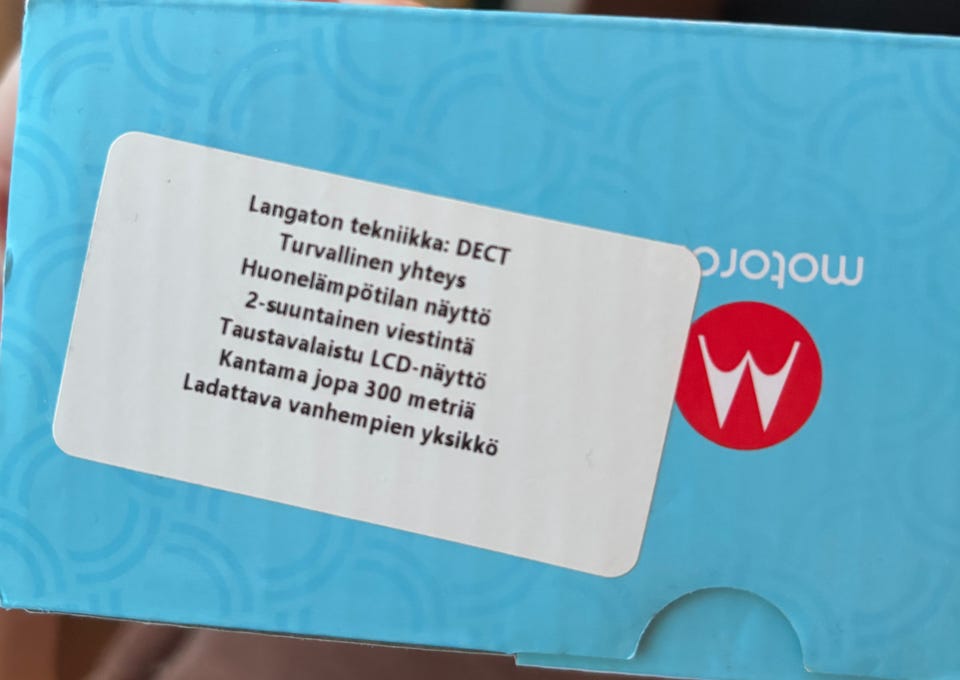 Langaton tekniikka: DECT
Turvallinen yhteys
Huonelämpötilan näyttö
2-suuntainen viestintä
Taustavalaistu LCD-näyttö
Kantama jopa 300 metriä
Ladattava vanhempien yksikkö
motoro